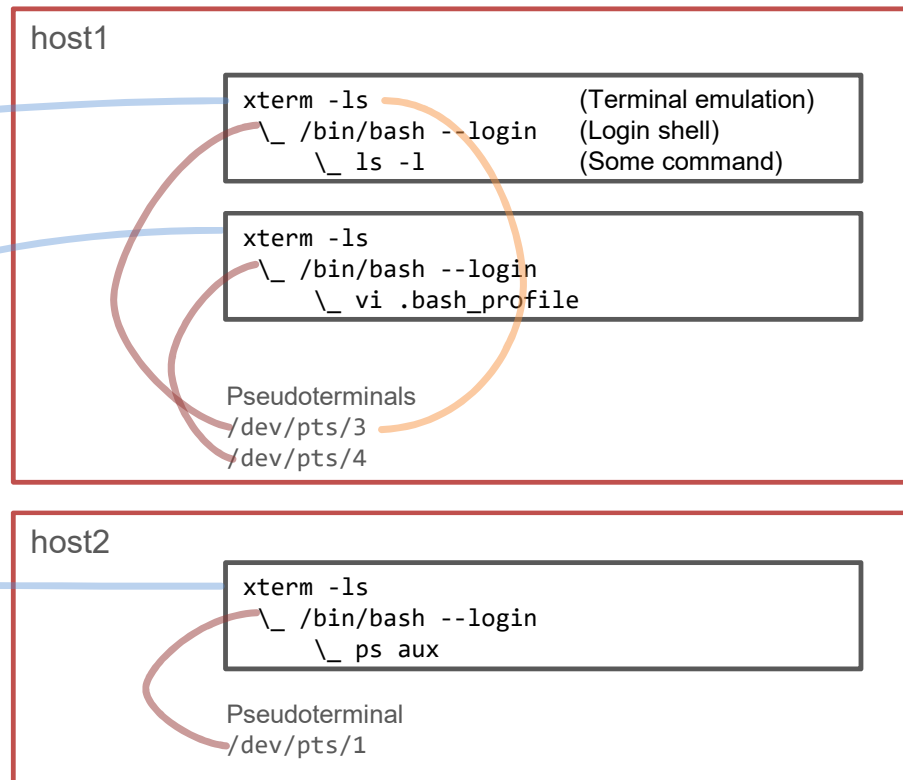 host1
xterm -ls (Terminal emulation)
\_ /bin/bash --login (Login shell)
\_ ls -l (Some command)
xterm -ls
\_ /bin/bash --login
\_ vi .bash_profile
Pseudoterminals
/dev/pts/3
/dev/pts/4
host2
xterm -ls
\_ /bin/bash --login
\_ ps aux
Pseudoterminal
/dev/pts/1